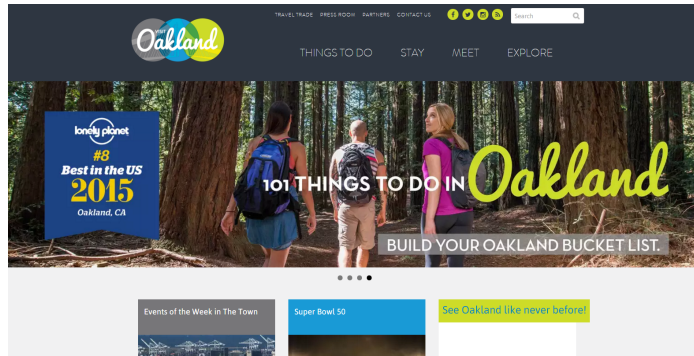 TRAVEL TRADE PRESS ROOM PARTNERS CONTACT US
Search
VISIT
Oakland
THINGS TO DO STAY MEET EXPLORE
lonely planet
#8
Best in the US
2015
Oakland, CA
101 THINGS TO DO IN Oakland
BUILD YOUR OAKLAND BUCKET LIST.
Events of the Week in The Town
Super Bowl 50
See Oakland like never before!